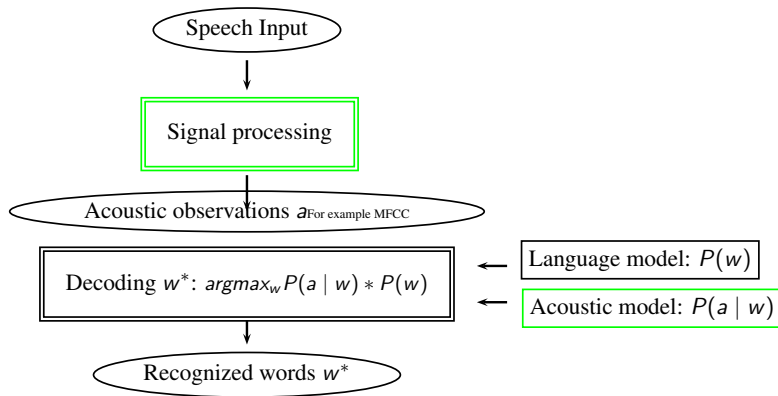 Speech Input
Signal processing
Acoustic observations a For example MFCC
Decoding w*: argmax_w P(a | w) * P(w)
Language model: P(w)
Acoustic model: P(a | w)
Recognized words w*